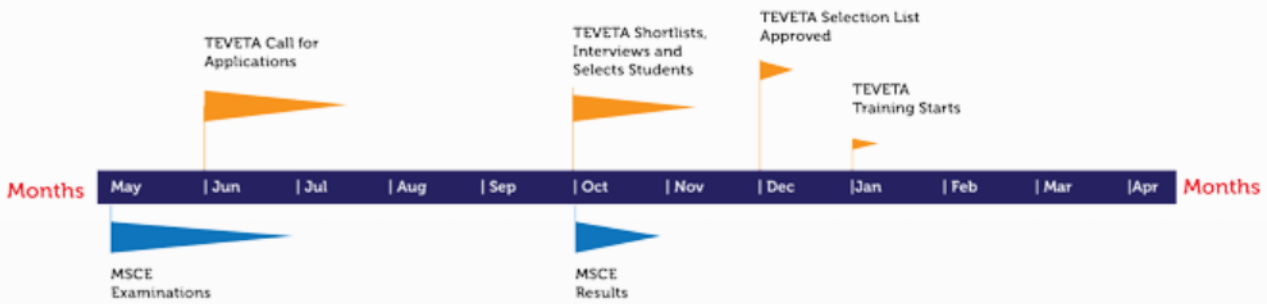 TEVETA Selection List
Approved
TEVETA Shortlists,
Interviews and
Selects Students
TEVETA Call for
Applications
TEVETA
Training Starts
Months May | Jun | Jul | Aug | Sep | Oct | Nov | Dec |Jan | Feb | Mar |Apr Months
MSCE
Examinations
MSCE
Results